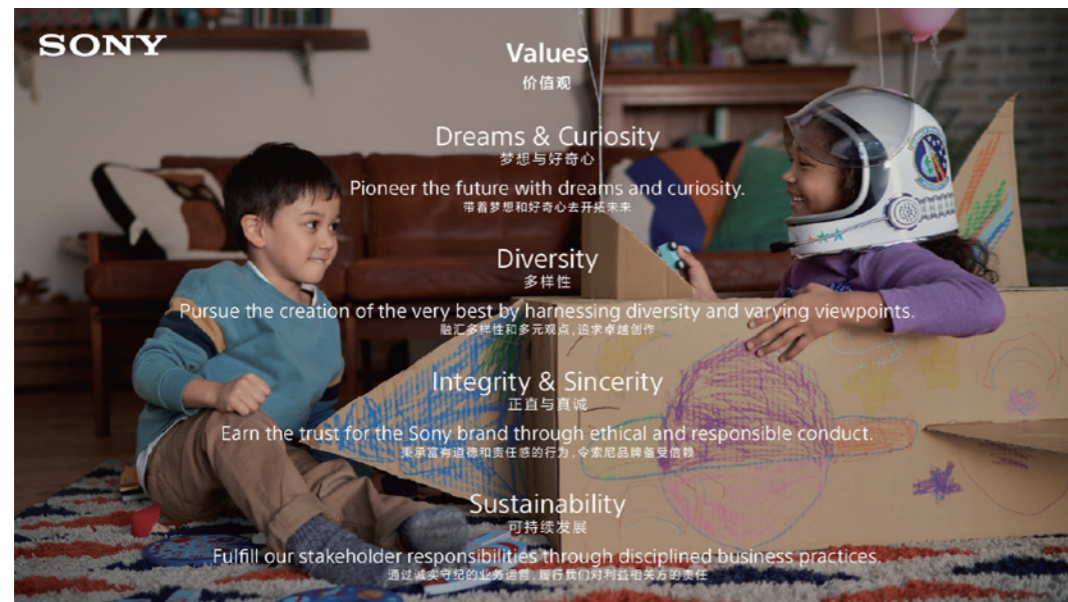 SONY
Values
价值观
Dreams & Curiosity
梦想与好奇心
Pioneer the future with dreams and curiosity.
带着梦想和好奇心去开拓未来
Diversity
多样性
Pursue the creation of the very best by harnessing diversity and varying viewpoints.
融汇多样性和多元观点，追求卓越创作
Integrity & Sincerity
正直与真诚
Earn the trust for the Sony brand through ethical and responsible conduct.
秉承富有道德和责任感的行为，令索尼品牌备受信赖
Sustainability
可持续发展
Fulfill our stakeholder responsibilities through disciplined business practices.
通过诚实守纪的业务运营，履行我们对利益相关方的责任